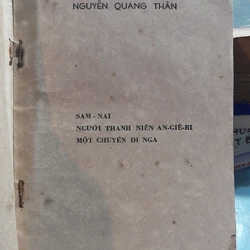 NGUYỄN QUANG THÂN
SAM - NAI
NGƯỜI THANH NIÊN AN-GIÊ-RI
MỘT CHUYẾN ĐI NGA